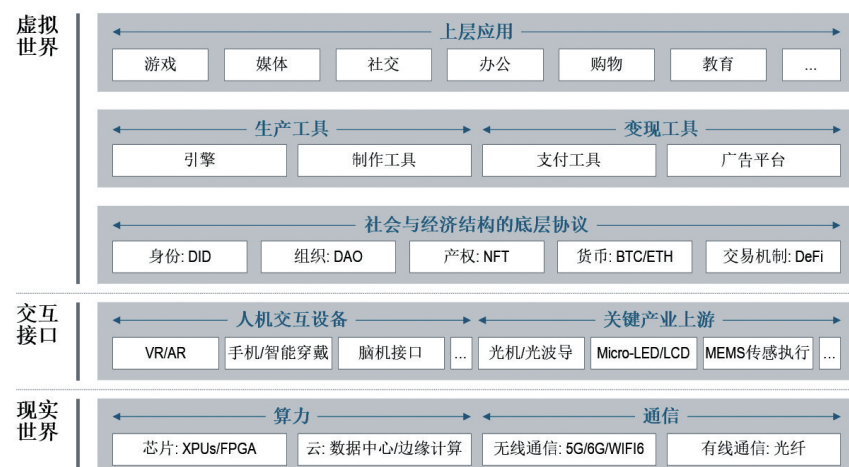 虚拟
世界
上层应用
游戏 媒体 社交 办公 购物 教育 ...
生产工具 变现工具
引擎 制作工具 支付工具 广告平台
社会与经济结构的底层协议
身份: DID 组织: DAO 产权: NFT 货币: BTC/ETH 交易机制: DeFi
交互
接口
人机交互设备 关键产业上游
VR/AR 手机/智能穿戴 脑机接口 ... 光机/光波导 Micro-LED/LCD MEMS传感执行 ...
现实
世界
算力 通信
芯片: XPUs/FPGA 云: 数据中心/边缘计算 无线通信: 5G/6G/WIFI6 有线通信: 光纤